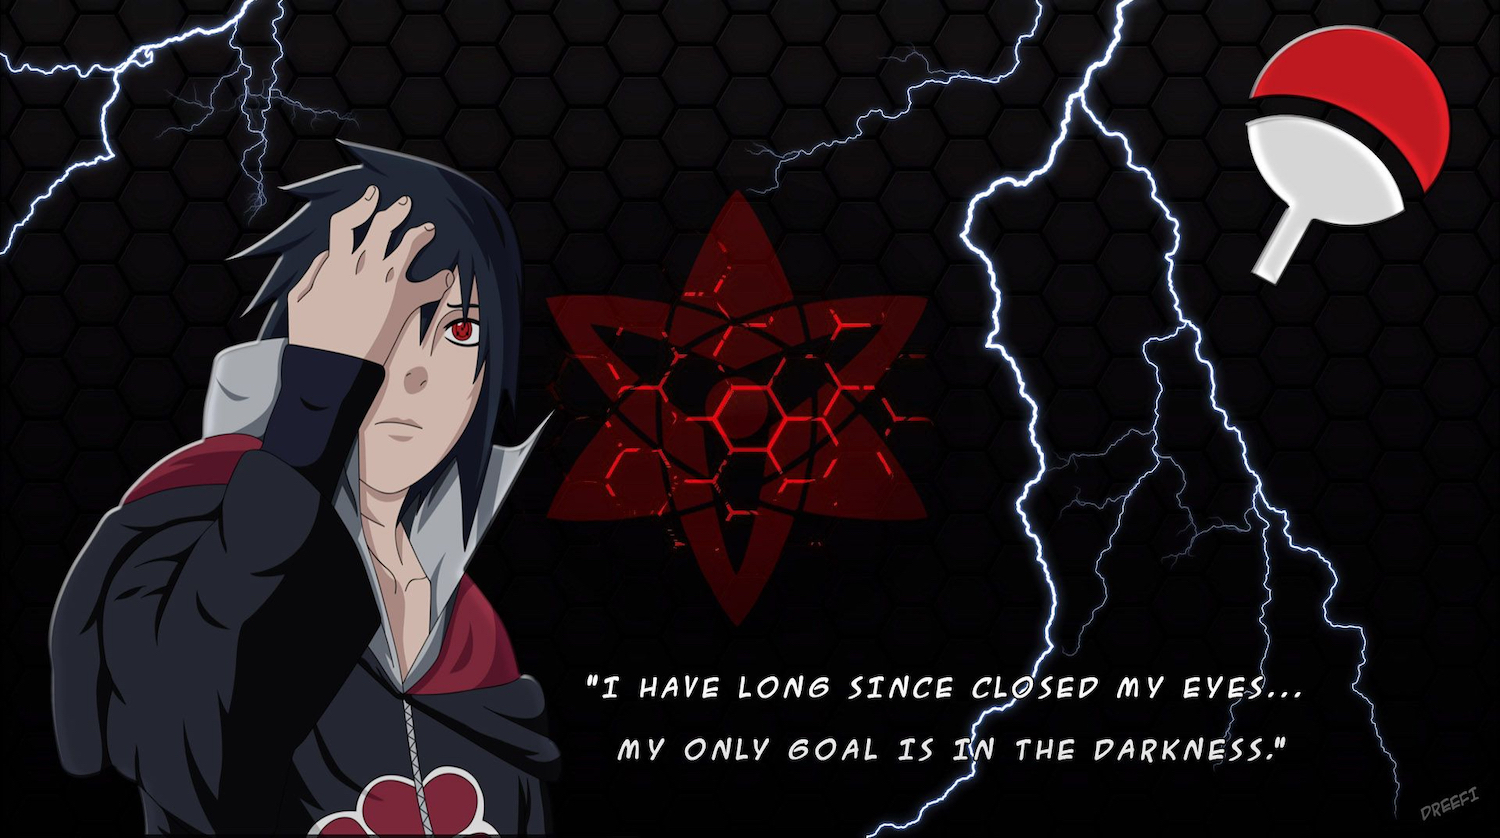 "I HAVE LONG SINCE CLOSED MY EYES...
MY ONLY GOAL IS IN THE DARKNESS."
DREEFI